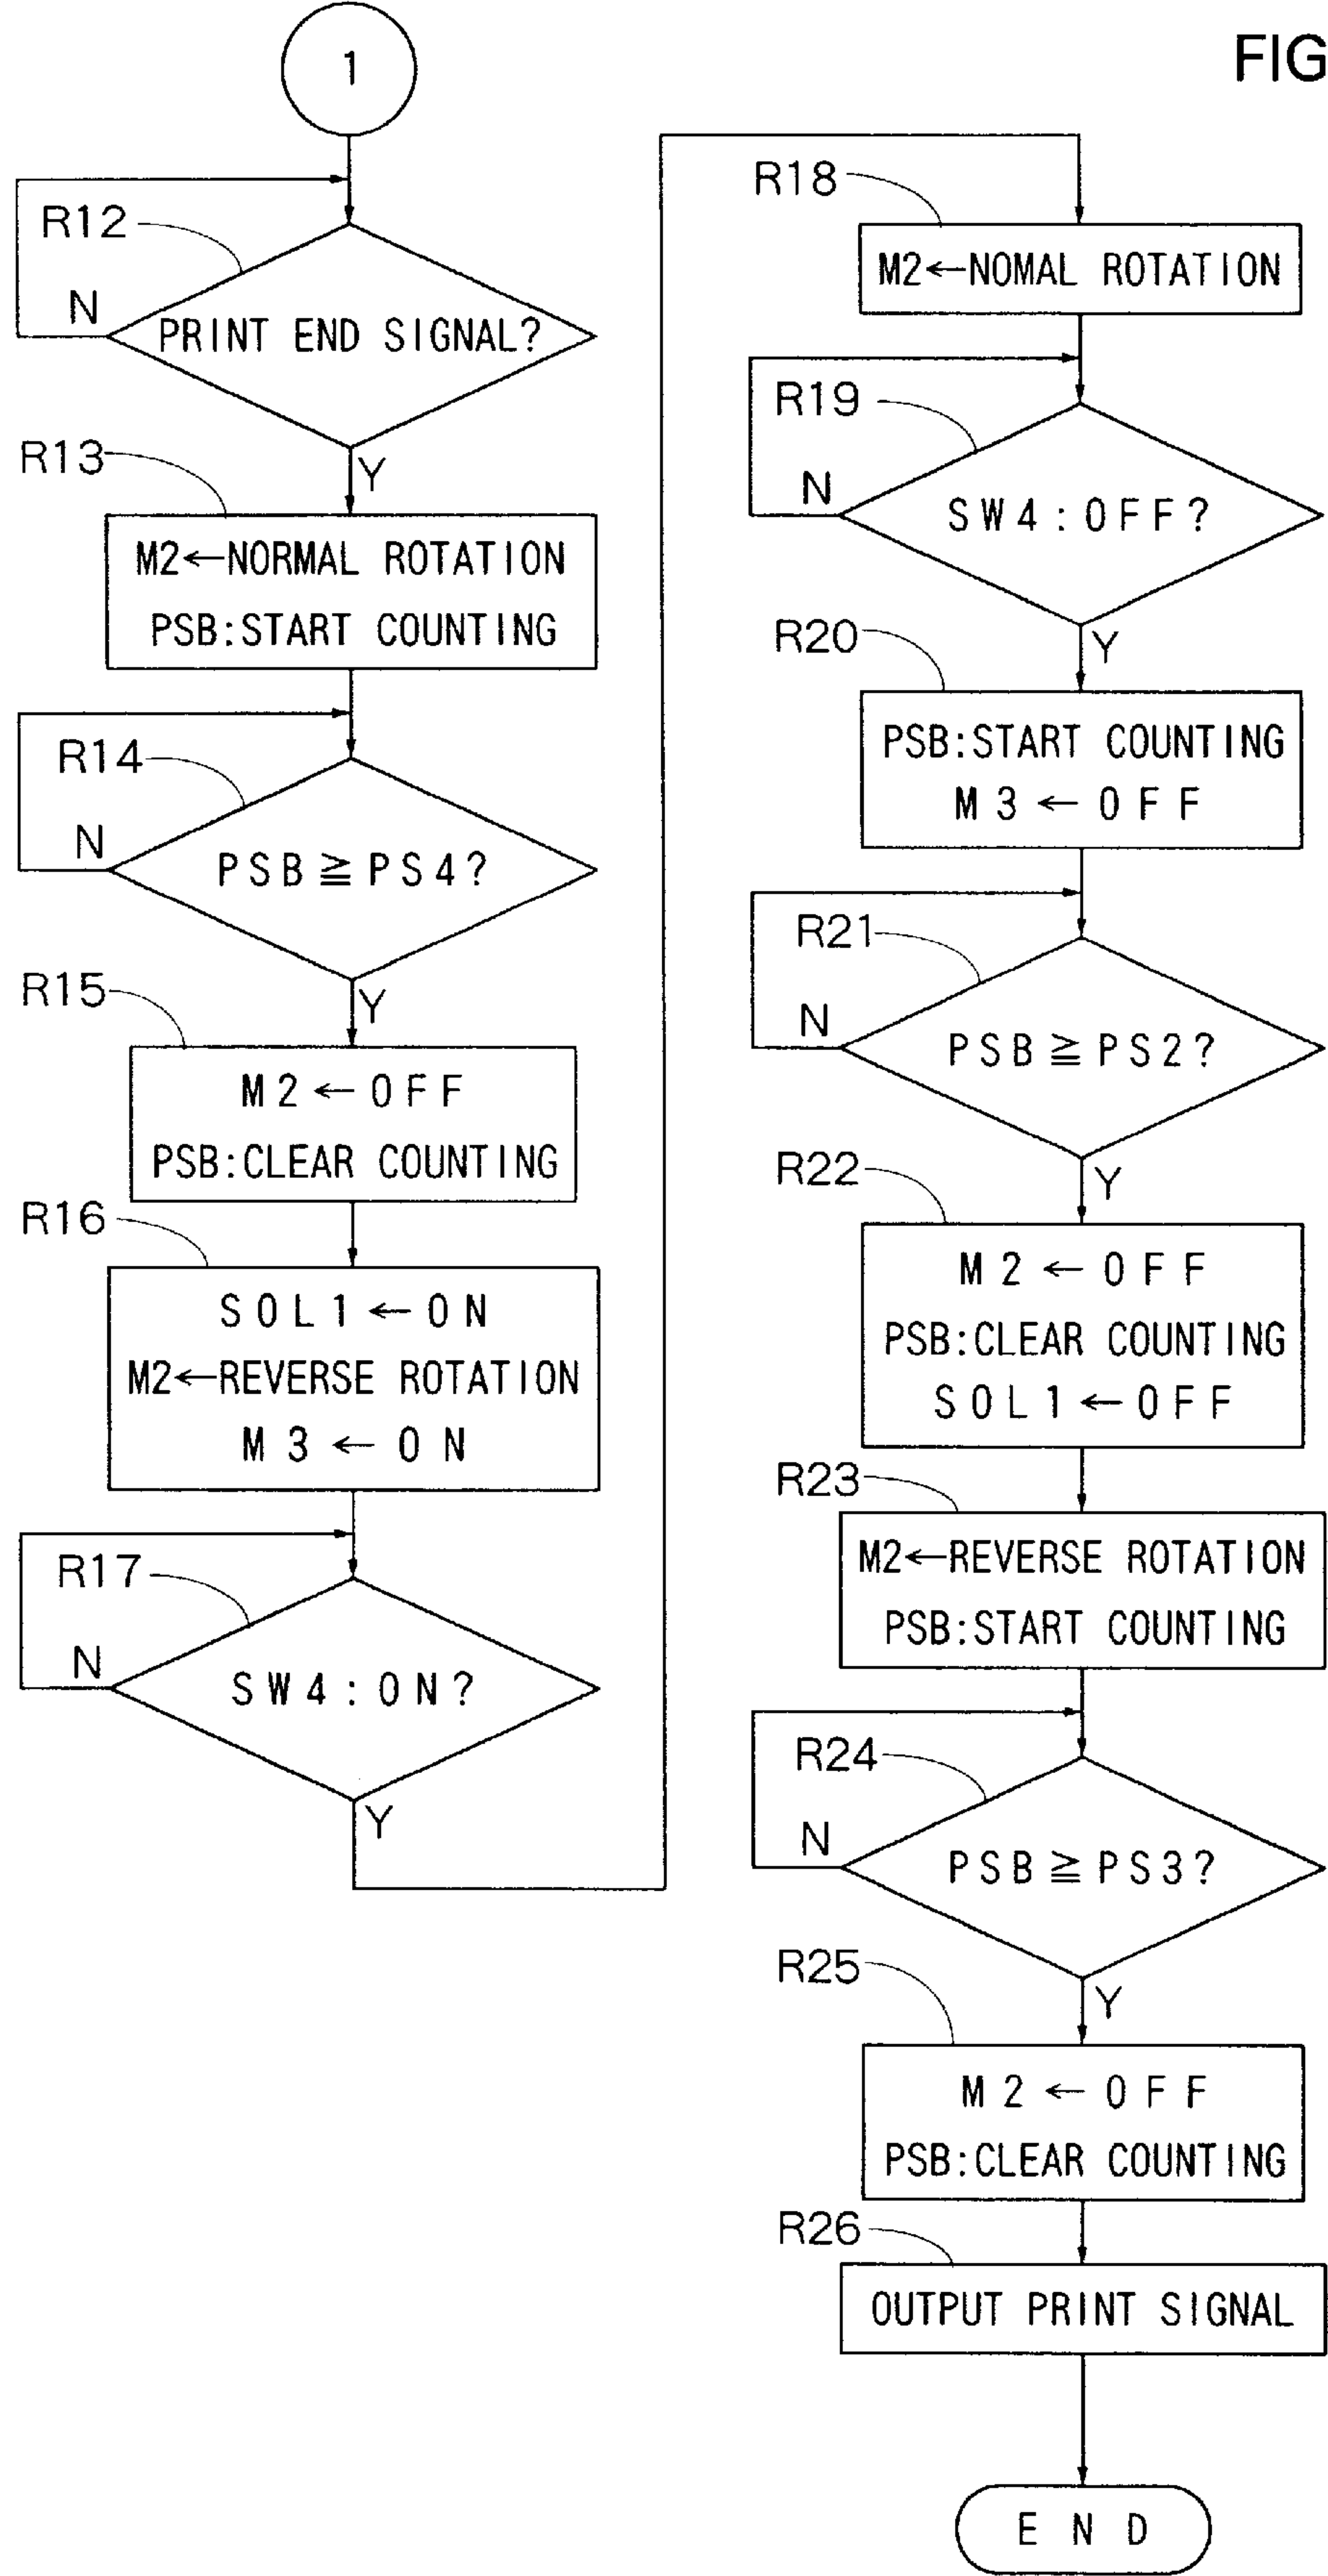 FIG
1
R12
N
PRINT END SIGNAL?
Y
R13
M2←NORMAL ROTATION
PSB:START COUNTING
R14
N
PSB≧PS4?
Y
R15
M2←OFF
PSB:CLEAR COUNTING
R16
SOL1←ON
M2←REVERSE ROTATION
M3←ON
R17
N
SW4:ON?
Y
R18
M2←NOMAL ROTATION
R19
N
SW4:OFF?
Y
R20
PSB:START COUNTING
M3←OFF
R21
N
PSB≧PS2?
Y
R22
M2←OFF
PSB:CLEAR COUNTING
SOL1←OFF
R23
M2←REVERSE ROTATION
PSB:START COUNTING
R24
N
PSB≧PS3?
Y
R25
M2←OFF
PSB:CLEAR COUNTING
R26
OUTPUT PRINT SIGNAL
END